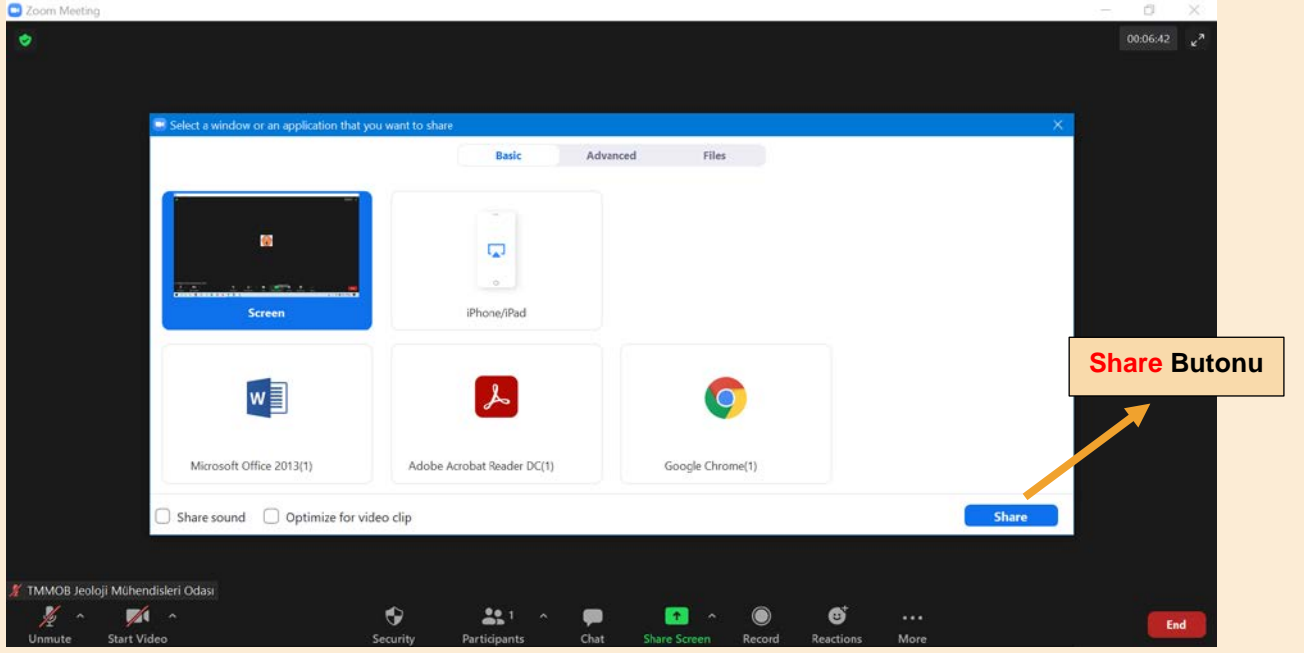 Zoom Meeting
00:06:42
Select a window or an application that you want to share
Basic Advanced Files
Screen iPhone/iPad
Share Butonu
Microsoft Office 2013(1) Adobe Acrobat Reader DC(1) Google Chrome(1)
Share sound Optimize for video clip Share
TMMOB Jeoloji Mühendisleri Odası
1
Unmute Start Video Security Participants Chat Share Screen Record Reactions More End